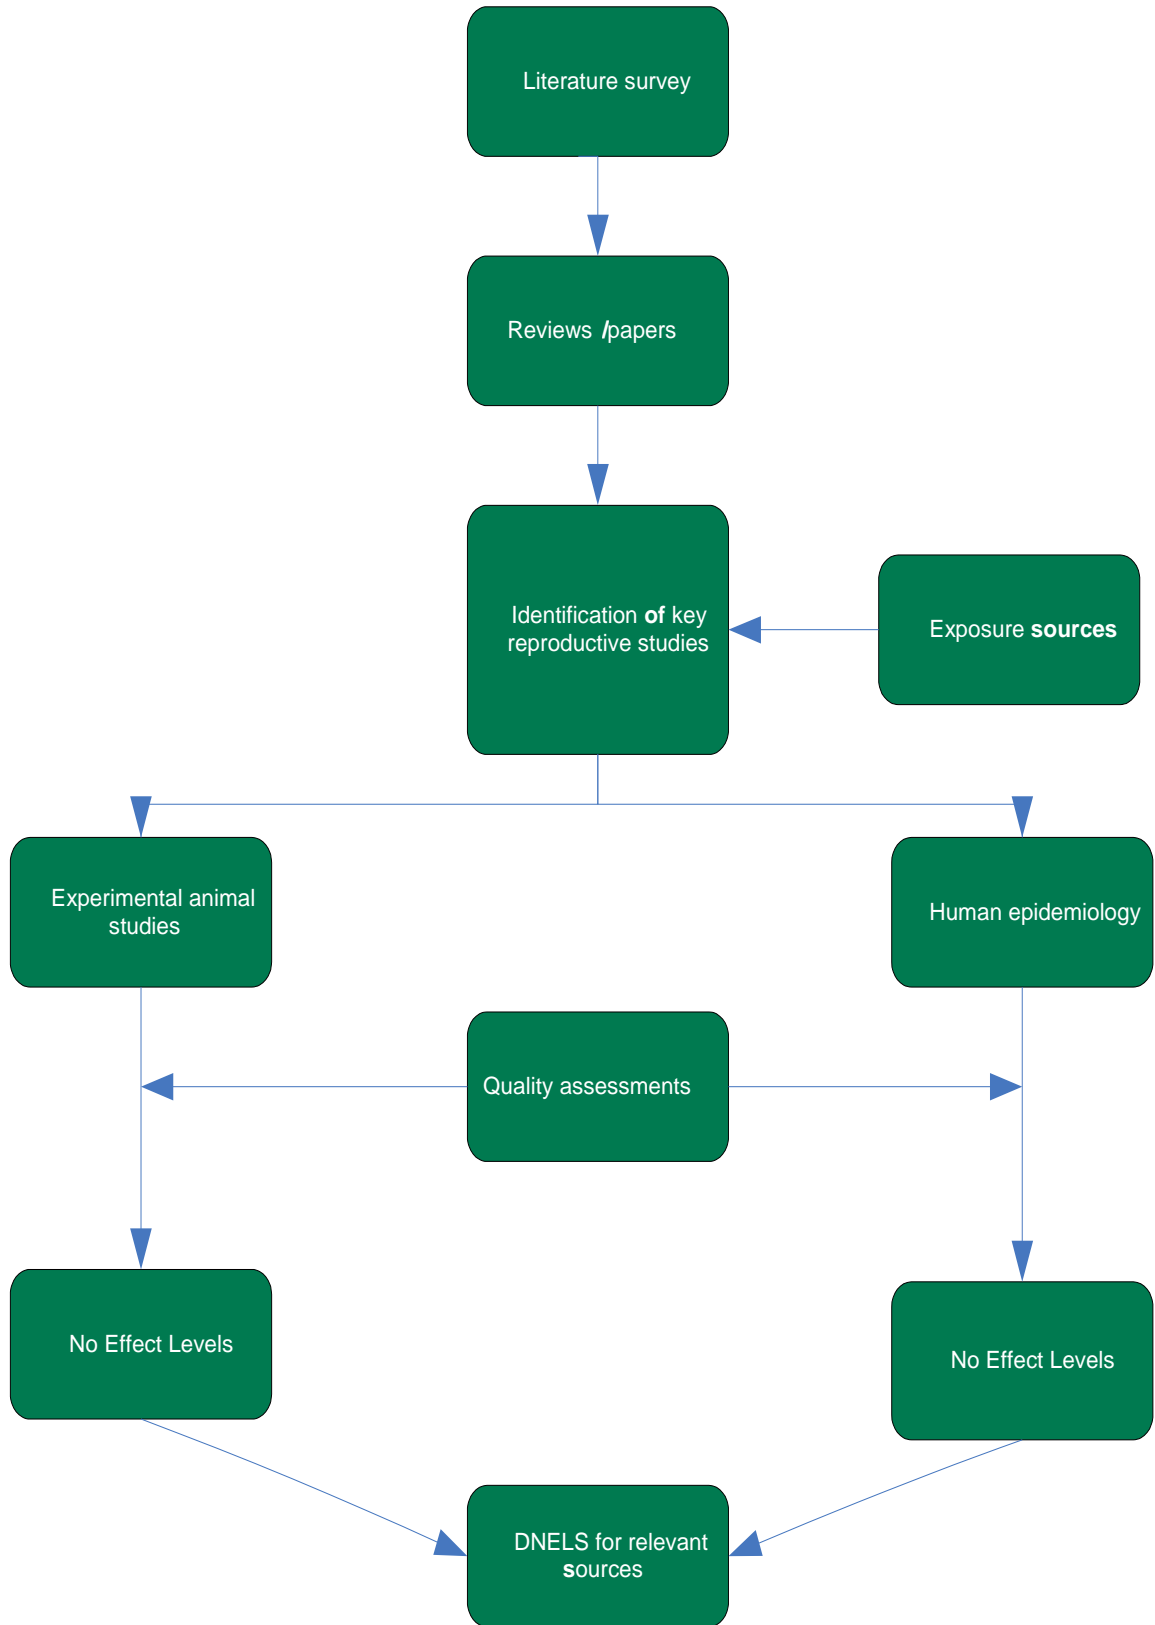 Literature survey
Reviews /papers
Identification of key
reproductive studies
Exposure sources
Experimental animal
studies
Human epidemiology
Quality assessments
No Effect Levels
No Effect Levels
DNELS for relevant
sources